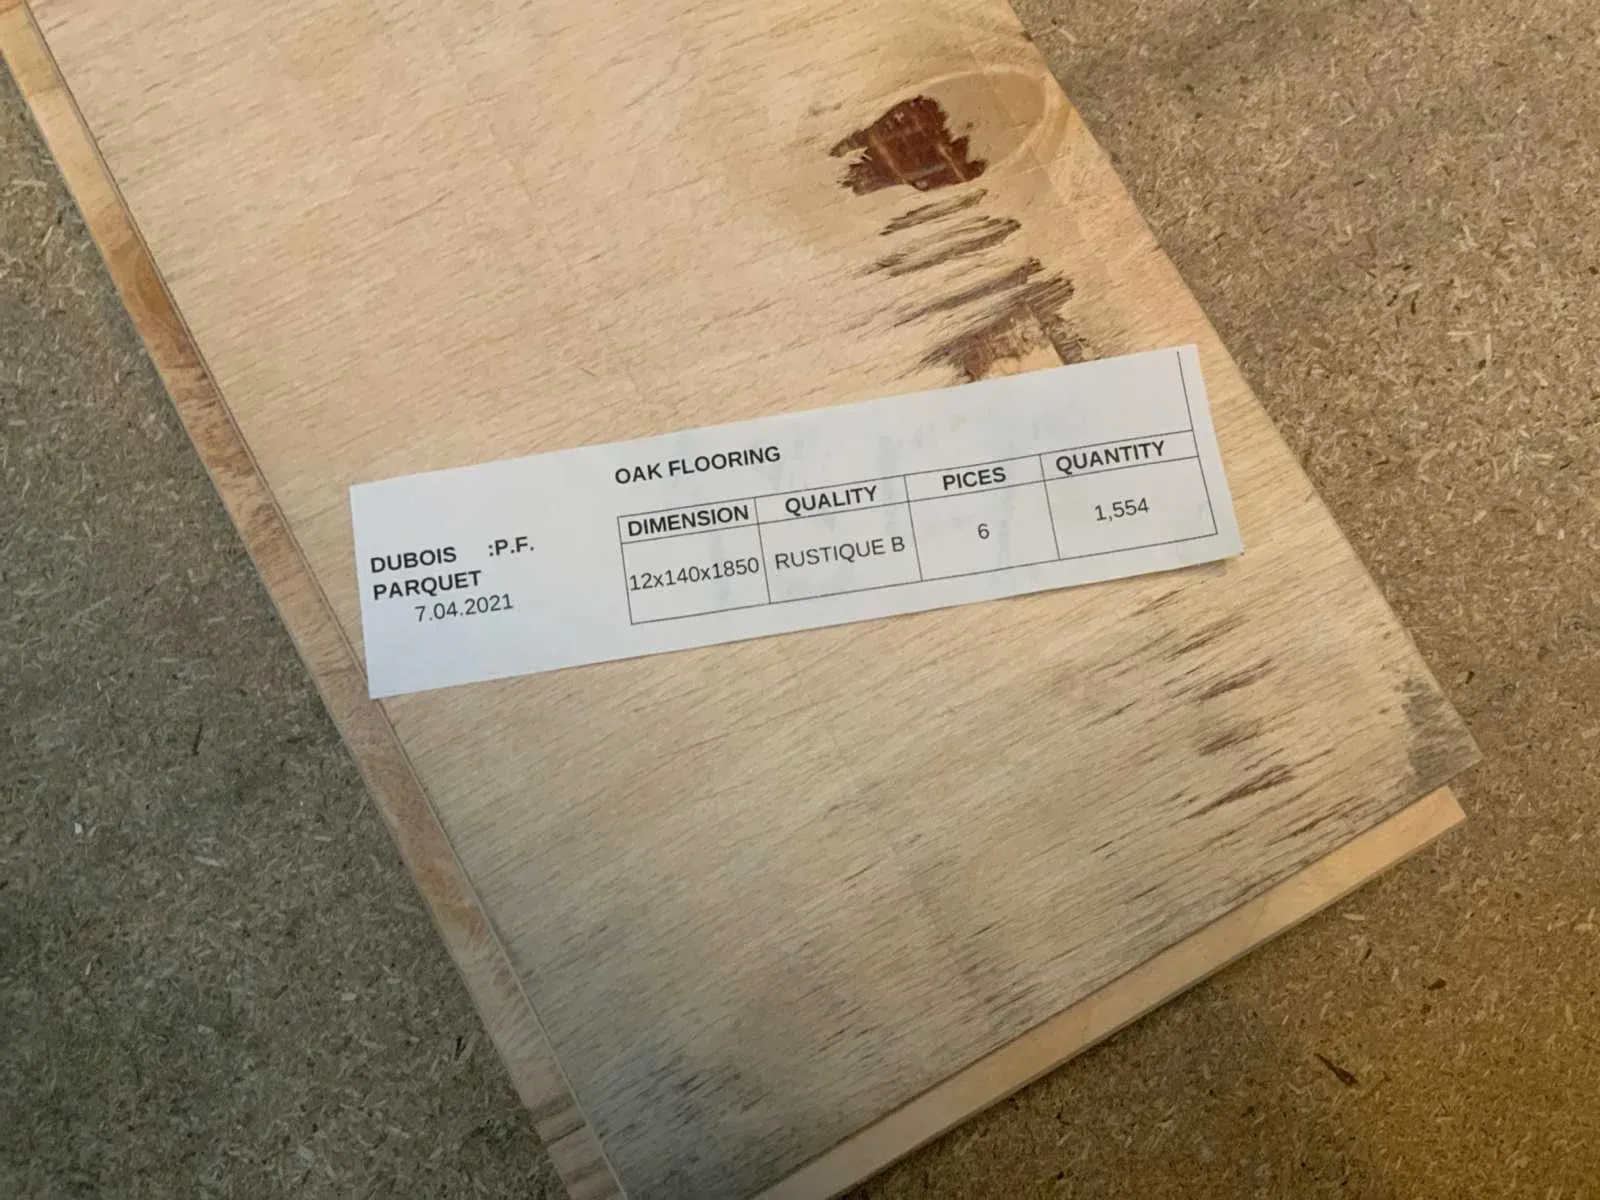 OAK FLOORING
DUBOIS :P.F.
PARQUET
7.04.2021
DIMENSION QUALITY PICES QUANTITY
12x140x1850 RUSTIQUE B 6 1,554